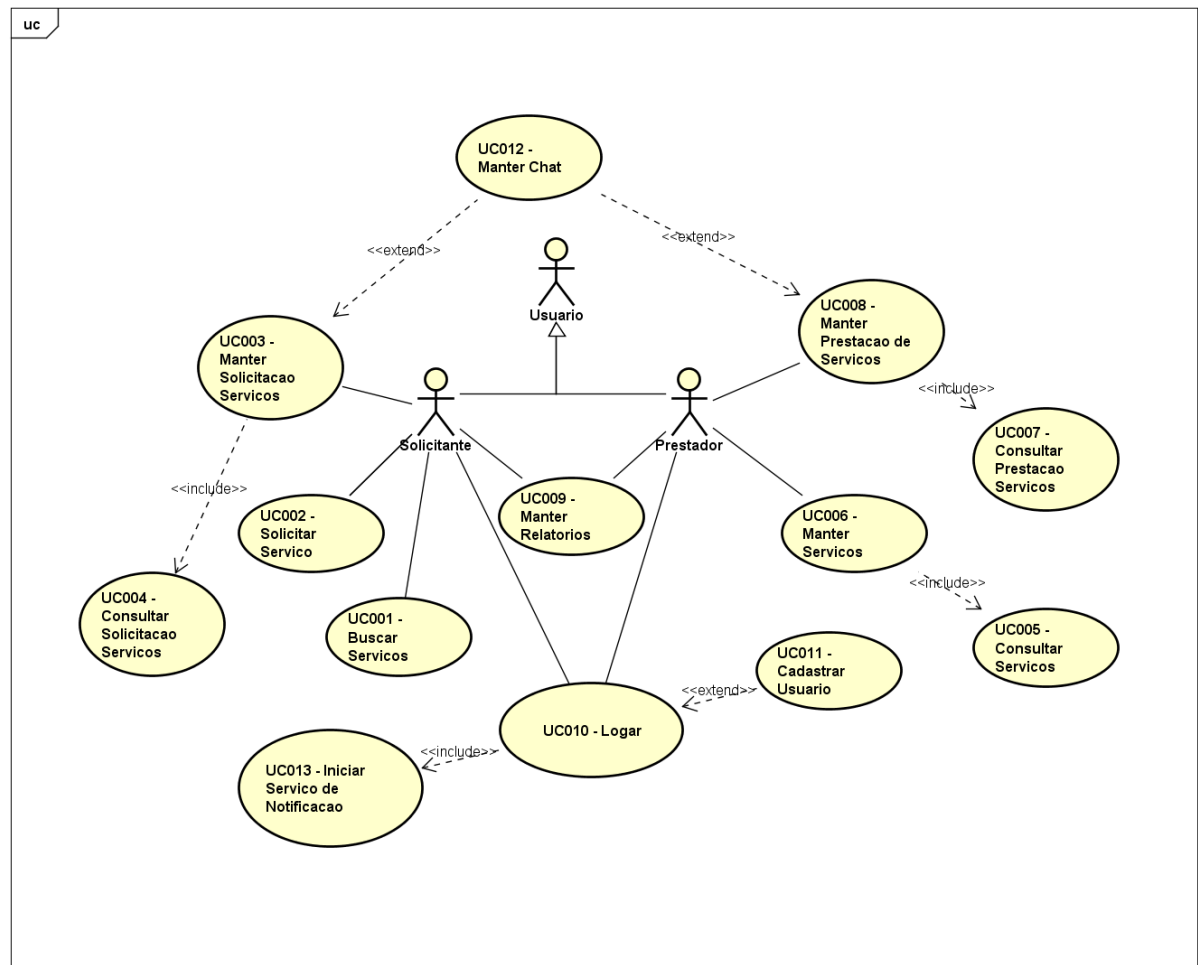 uc
UC012 -
Manter Chat
<<extend>>
<<extend>>
Usuario
UC003 -
Manter
Solicitacao
Servicos
UC008 -
Manter
Prestacao de
Servicos
Solicitante
Prestador
<<include>>
<<include>>
UC007 -
Consultar
Prestacao
Servicos
UC002 -
Solicitar
Servico
UC009 -
Manter
Relatorios
UC006 -
Manter
Servicos
UC004 -
Consultar
Solicitacao
Servicos
UC001 -
Buscar
Servicos
<<include>>
UC005 -
Consultar
Servicos
UC011 -
Cadastrar
Usuario
<<extend>>
UC010 - Logar
<<include>>
UC013 - Iniciar
Servico de
Notificacao